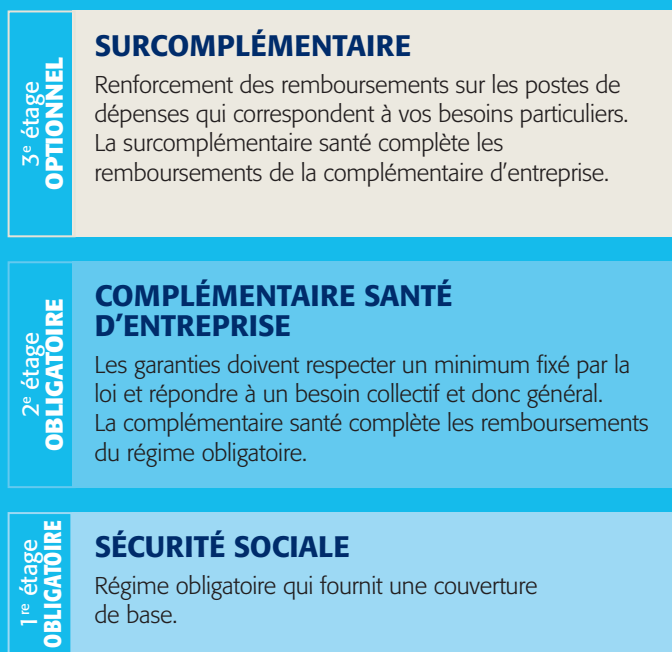 3e étage
OPTIONNEL
SURCOMPLÉMENTAIRE
Renforcement des remboursements sur les postes de
dépenses qui correspondent à vos besoins particuliers.
La surcomplémentaire santé complète les
remboursements de la complémentaire d’entreprise.
2e étage
OBLIGATOIRE
COMPLÉMENTAIRE SANTÉ
D’ENTREPRISE
Les garanties doivent respecter un minimum fixé par la
loi et répondre à un besoin collectif et donc général.
La complémentaire santé complète les remboursements
du régime obligatoire.
1re étage
OBLIGATOIRE
SÉCURITÉ SOCIALE
Régime obligatoire qui fournit une couverture
de base.